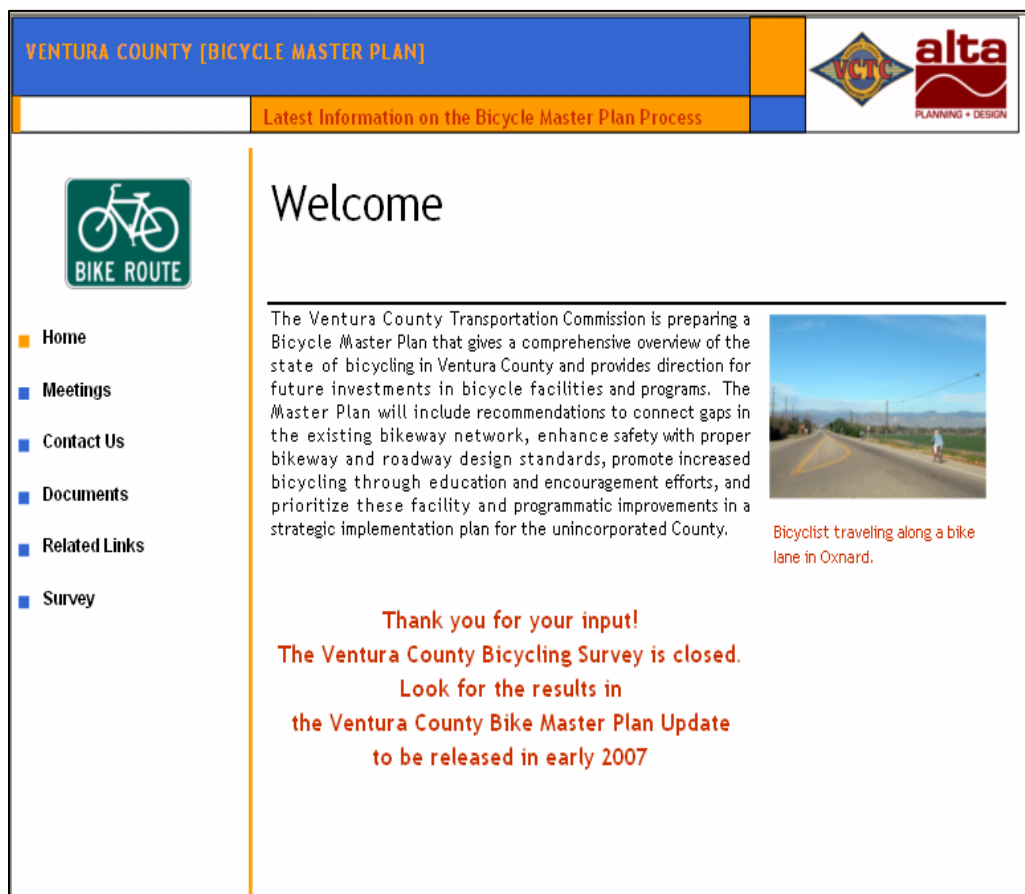 VENTURA COUNTY [BICYCLE MASTER PLAN]
VCTC
alta
PLANNING + DESIGN
Latest Information on the Bicycle Master Plan Process
BIKE ROUTE
Home
Meetings
Contact Us
Documents
Related Links
Survey
Welcome
The Ventura County Transportation Commission is preparing a
Bicycle Master Plan that gives a comprehensive overview of the
state of bicycling in Ventura County and provides direction for
future investments in bicycle facilities and programs. The
Master Plan will include recommendations to connect gaps in
the existing bikeway network, enhance safety with proper
bikeway and roadway design standards, promote increased
bicycling through education and encouragement efforts, and
prioritize these facility and programmatic improvements in a
strategic implementation plan for the unincorporated County.
Bicyclist traveling along a bike
lane in Oxnard.
Thank you for your input!
The Ventura County Bicycling Survey is closed.
Look for the results in
the Ventura County Bike Master Plan Update
to be released in early 2007